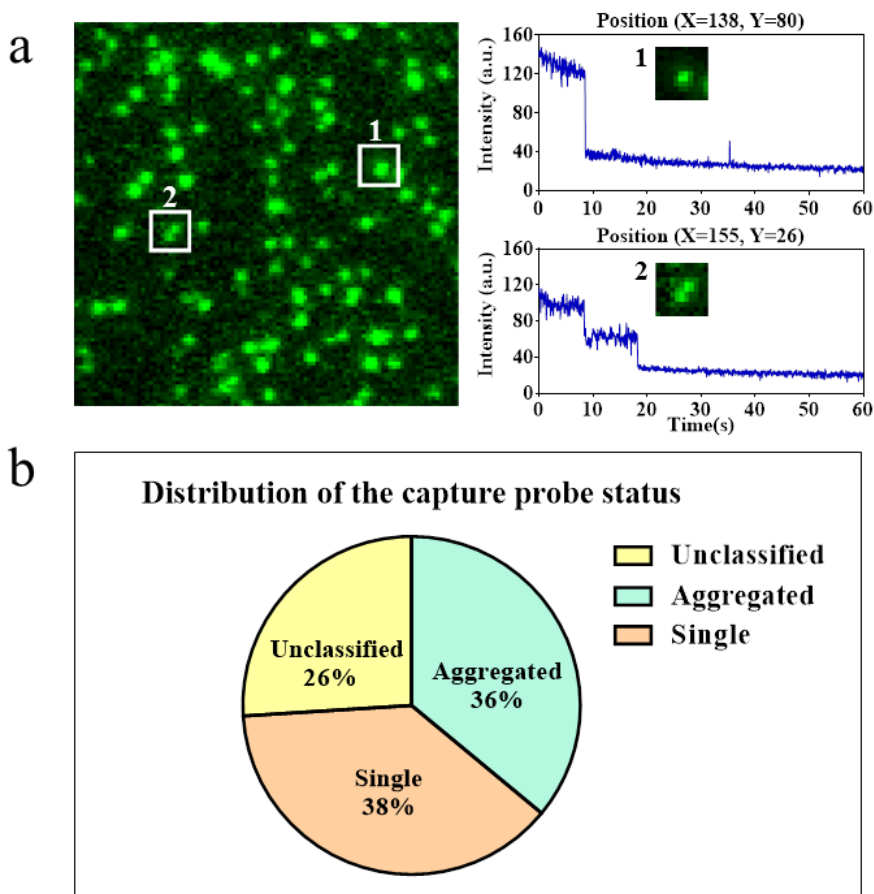 a
1
2
Position (X=138, Y=80)
1
Intensity (a.u.)
160
120
80
40
0
0 10 20 30 40 50 60
Position (X=155, Y=26)
2
Intensity (a.u.)
160
120
80
40
0
0 10 20 30 40 50 60
Time(s)
b
Distribution of the capture probe status
Unclassified
Aggregated
Single
Unclassified
26%
Aggregated
36%
Single
38%